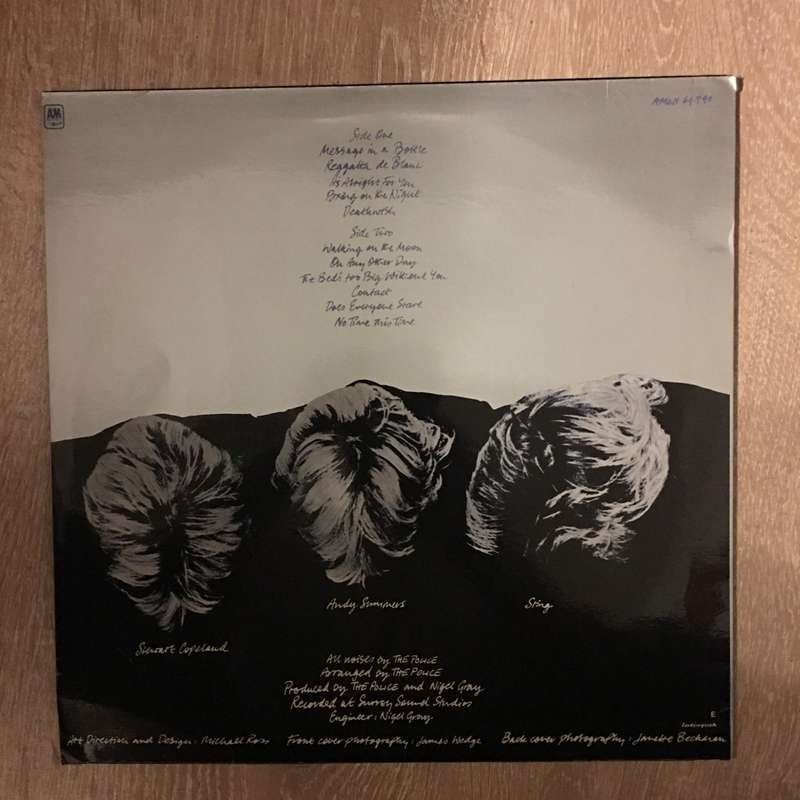 AM
Side One
Message in a Bottle
Reggatta de Blanc
Its Alright For You
Bring on the Night
Deathwish
Side Two
Walking on the Moon
On Any Other Day
The Bed's too Big Without You
Contact
Does Everyone Stare
No Time This Time
Andy Summers
Sting
Stewart Copeland
All noises by THE POLICE
Arranged by THE POLICE
Produced by THE POLICE and Nigel Gray
Recorded at Surrey Sound Studios
Engineer: Nigel Gray
E
Art Direction and Design: Michael Ross Front cover photography: James Wedge Back cover photography: Janette Beckman